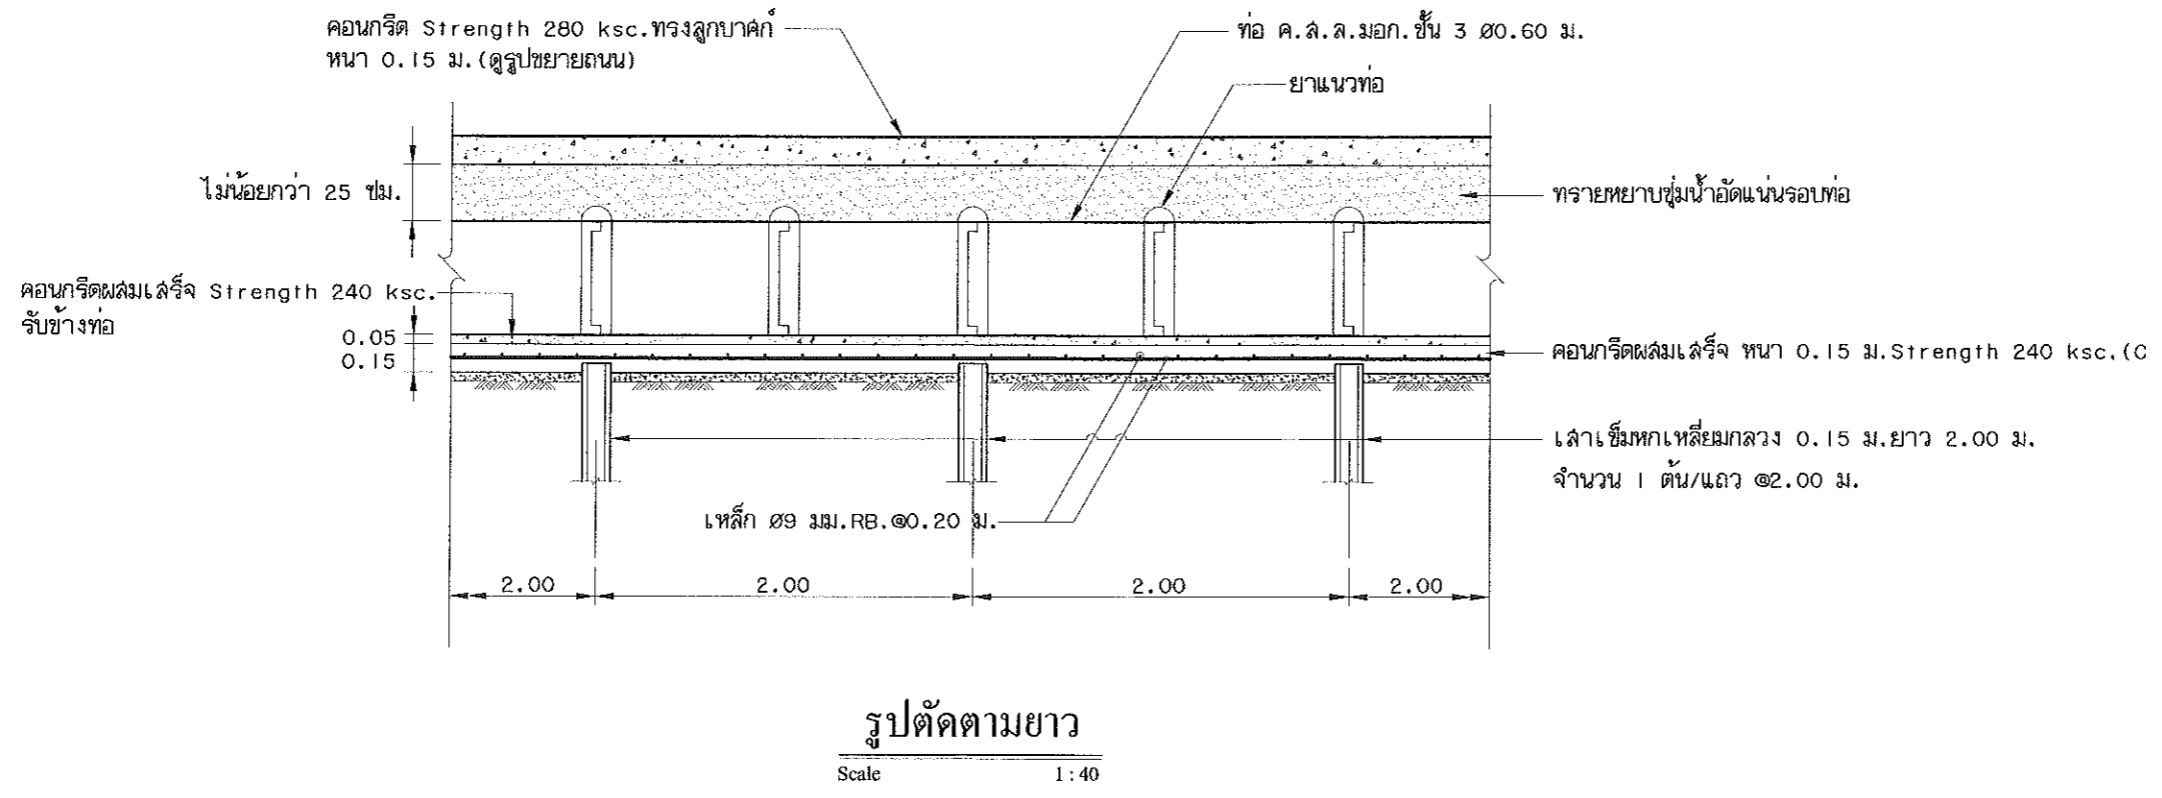 คอนกรีต Strength 280 ksc.ทรงลูกบาศก์
หนา 0.15 ม.(ดูรูปขยายถนน)
ท่อ ค.ส.ล.มอก.ชั้น 3 Ø0.60 ม.
ยาแนวท่อ
ไม่น้อยกว่า 25 ซม.
ทรายหยาบชุ่มน้ำอัดแน่นรอบท่อ
คอนกรีตผสมเสร็จ Strength 240 ksc.
รับข้างท่อ
0.05
0.15
คอนกรีตผสมเสร็จ หนา 0.15 ม.Strength 240 ksc.(C
เสาเข็มหกเหลี่ยมกลวง 0.15 ม.ยาว 2.00 ม.
จำนวน 1 ต้น/แถว @2.00 ม.
เหล็ก Ø9 มม.RB.@0.20 ม.
2.00
2.00
2.00
2.00
รูปตัดตามยาว
Scale 1:40